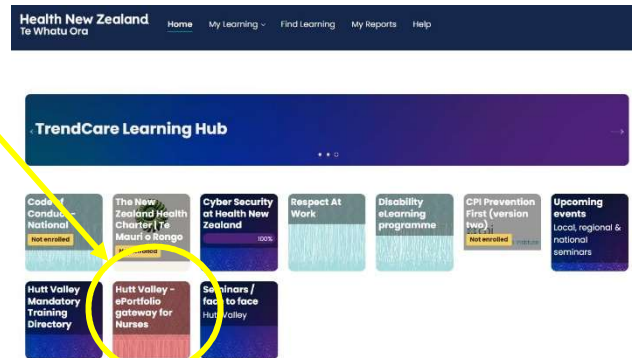 Health New Zealand
Te Whatu Ora
Home My Learning Find Learning My Reports Help
TrendCare Learning Hub
Code of
Conduct -
National
Not enrolled
The New
Zealand Health
Charter | Te
Mauri o Rongo
Cyber Security
at Health New
Zealand
100%
Respect At
Work
Disability
eLearning
programme
CPI Prevention
First (version
two)
Not enrolled
Upcoming
events
Local, regional &
national
seminars
Hutt Valley
Mandatory
Training
Directory
Hutt Valley -
ePortfolio
gateway for
Nurses
Seminars /
face to face
Hutt Valley